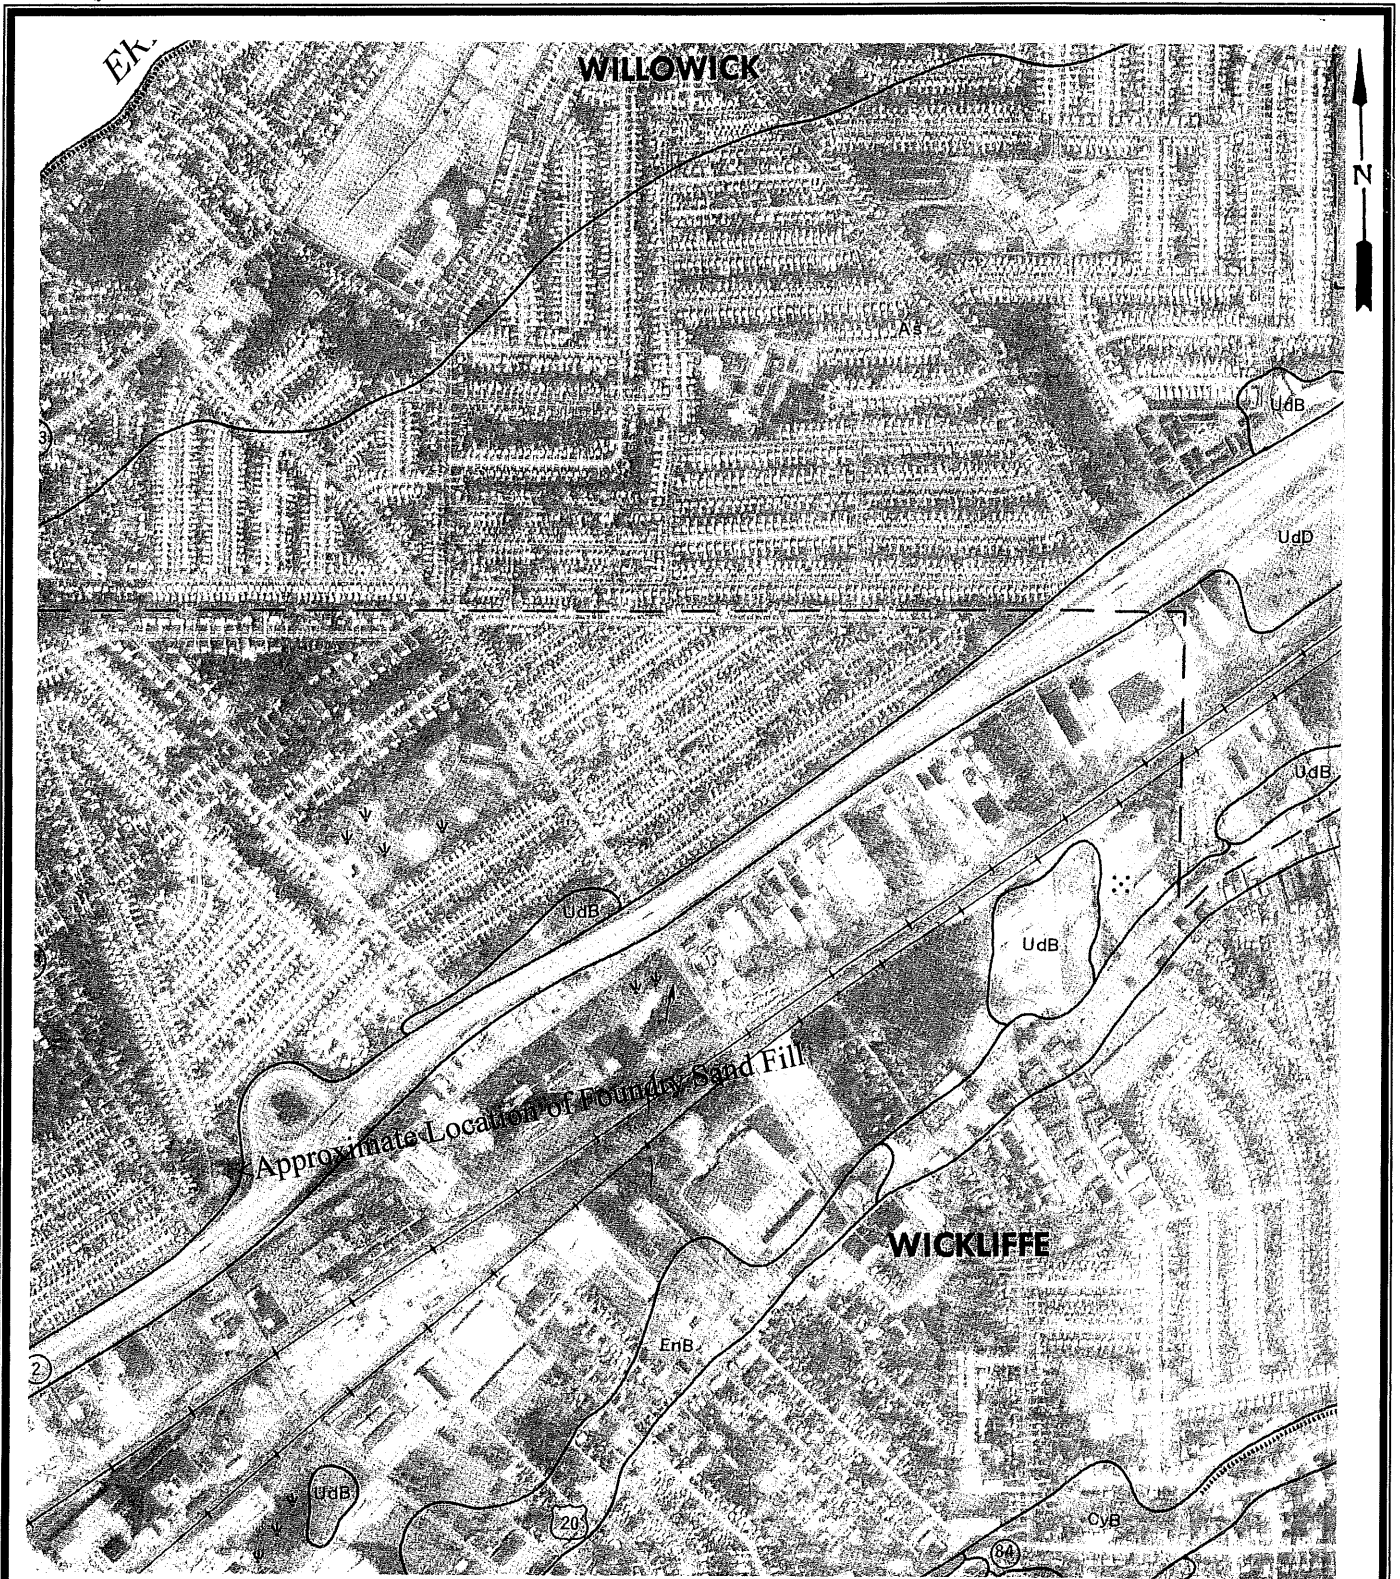 WILLOWICK
N
As
UdB
UdD
UdB
UdB
UdB
Approximate Location of Foundry Sand Fill
WICKLIFFE
2
EnB
UdB
20
CyB
84